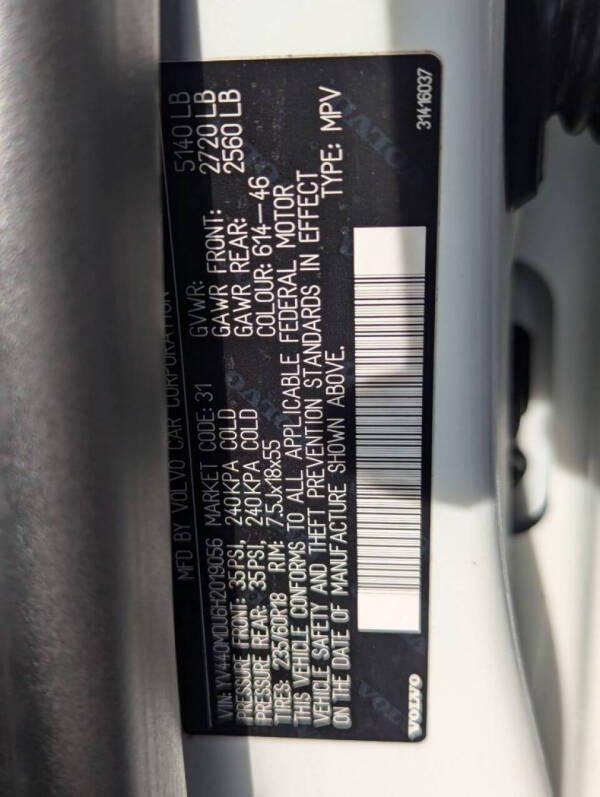 MFD BY VOLVO CAR CORPORATION
GVWR: 5140 LB
VIN: YV440MDU6H2019056 MARKET CODE: 31 GAWR FRONT: 2720 LB
PRESSURE FRONT: 35PSI, 240KPA COLD GAWR REAR: 2560 LB
PRESSURE REAR: 35PSI, 240KPA COLD COLOUR: 614-46
TIRES: 235/60R18 RIM: 7.5Jx18x55
THIS VEHICLE CONFORMS TO ALL APPLICABLE FEDERAL MOTOR
VEHICLE SAFETY AND THEFT PREVENTION STANDARDS IN EFFECT
ON THE DATE OF MANUFACTURE SHOWN ABOVE. TYPE: MPV
VOLVO
31416037